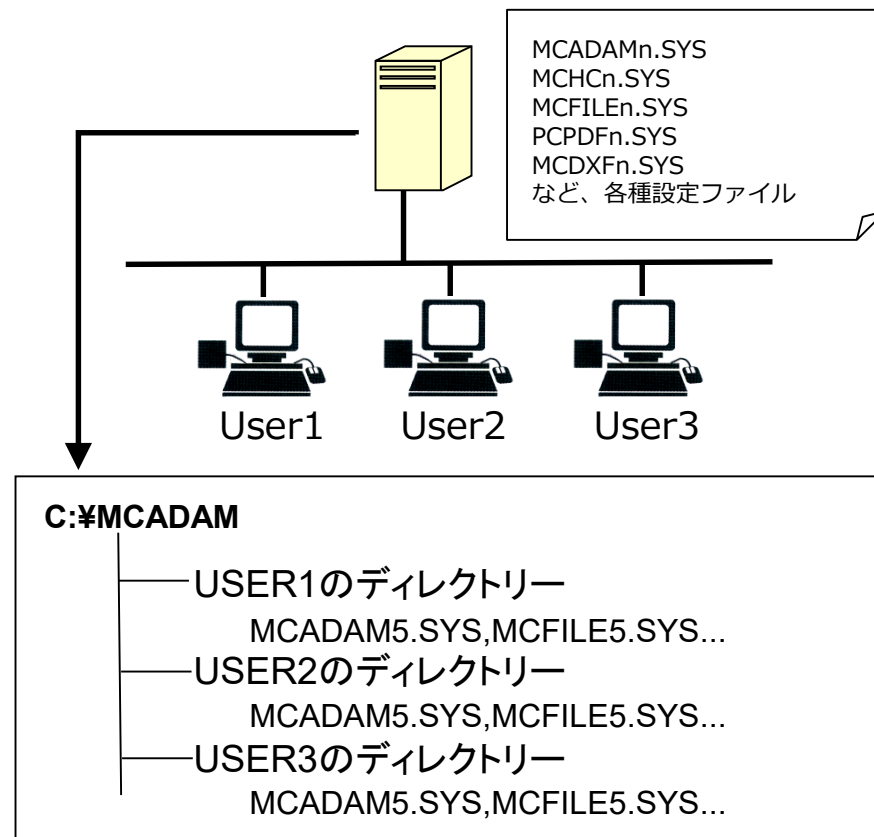 MCADAMn.SYS
MCHCn.SYS
MCFILEn.SYS
PCPDFn.SYS
MCDXFn.SYS
など、各種設定ファイル
User1
User2
User3
C:¥MCADAM
USER1のディレクトリー
MCADAM5.SYS,MCFILE5.SYS...
USER2のディレクトリー
MCADAM5.SYS,MCFILE5.SYS...
USER3のディレクトリー
MCADAM5.SYS,MCFILE5.SYS...